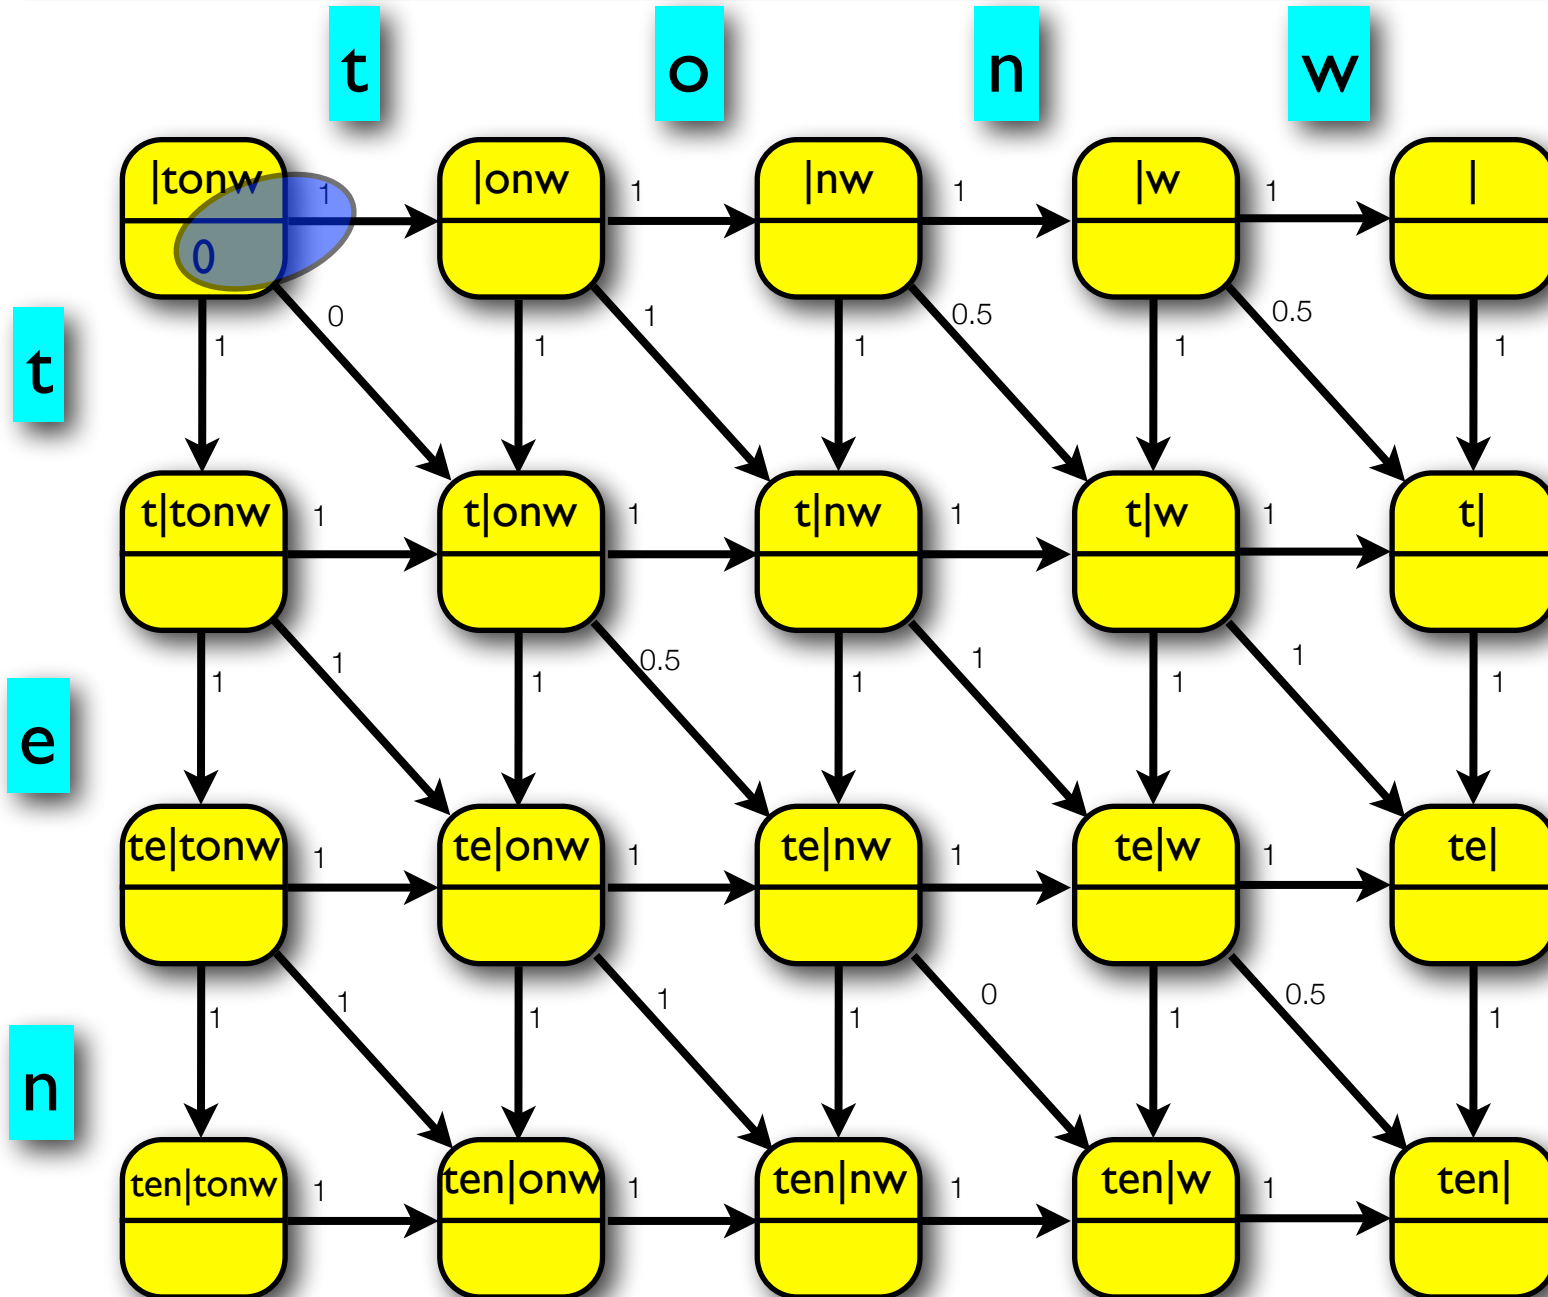 t o n w
|tonw 1 |onw 1 |nw 1 |w 1 |
0
1 0 1 1 1 0.5 1 0.5 1
t
t|tonw 1 t|onw 1 t|nw 1 t|w 1 t|
1 1 1 0.5 1 1 1 1 1
e
te|tonw 1 te|onw 1 te|nw 1 te|w 1 te|
1 1 1 1 1 0 1 0.5 1
n
ten|tonw 1 ten|onw 1 ten|nw 1 ten|w 1 ten|